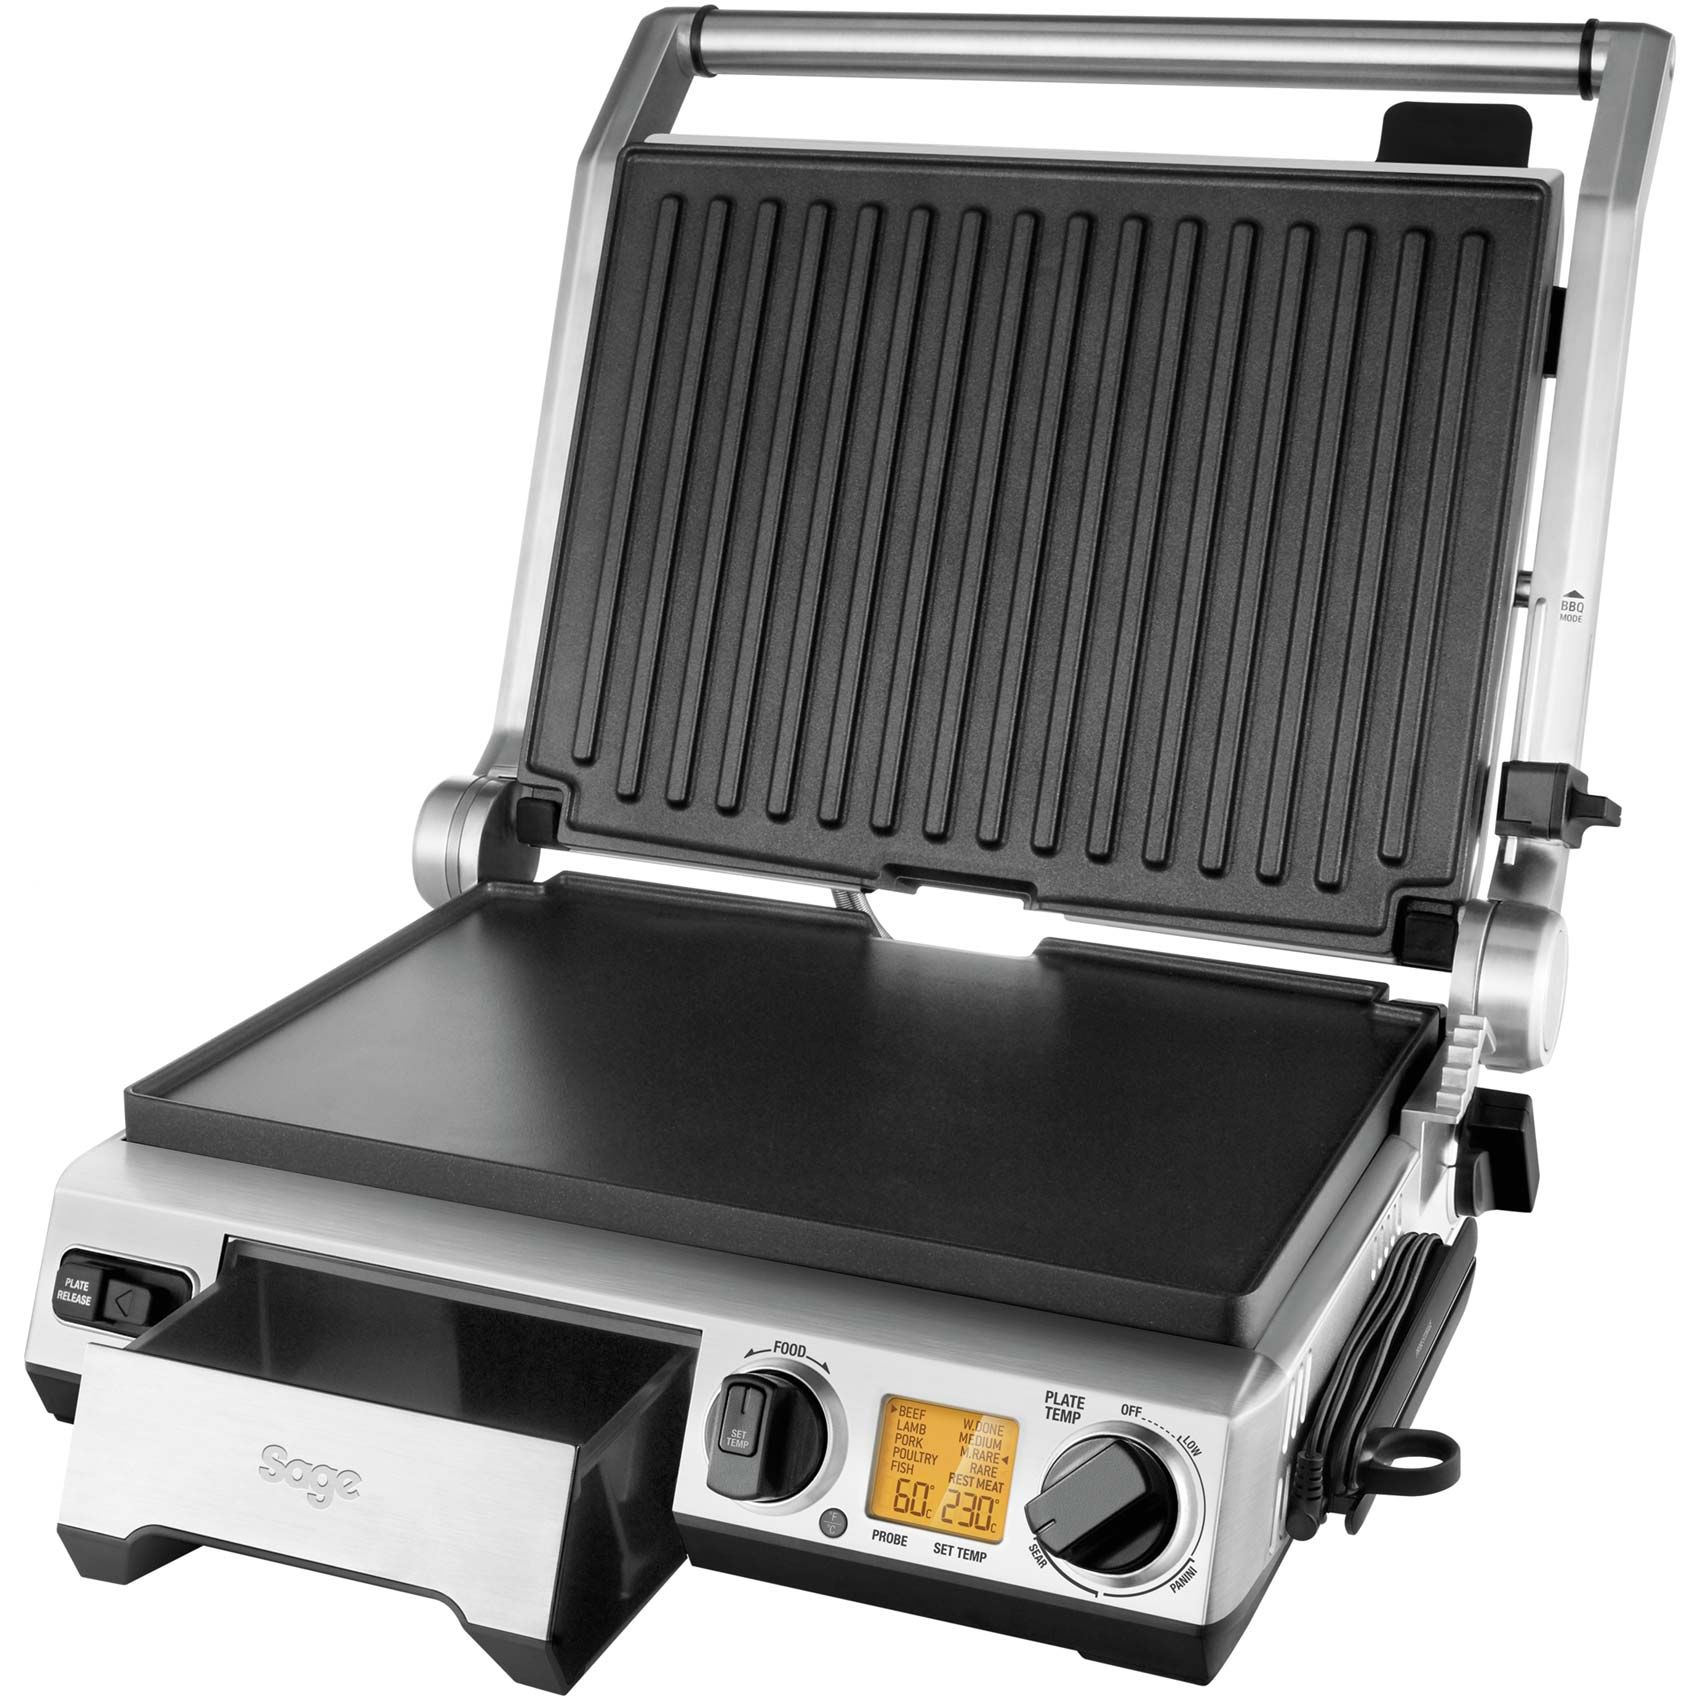 BBQ
MODE
PLATE
RELEASE
Sage
FOOD
SET
TEMP
°F
°C
BEEF
LAMB
PORK
POULTRY
FISH
W.DONE
MEDIUM
M.RARE
RARE
REST MEAT
60°C
230°C
PROBE
SET TEMP
PLATE
TEMP
OFF
LOW
PANINI
SEAR